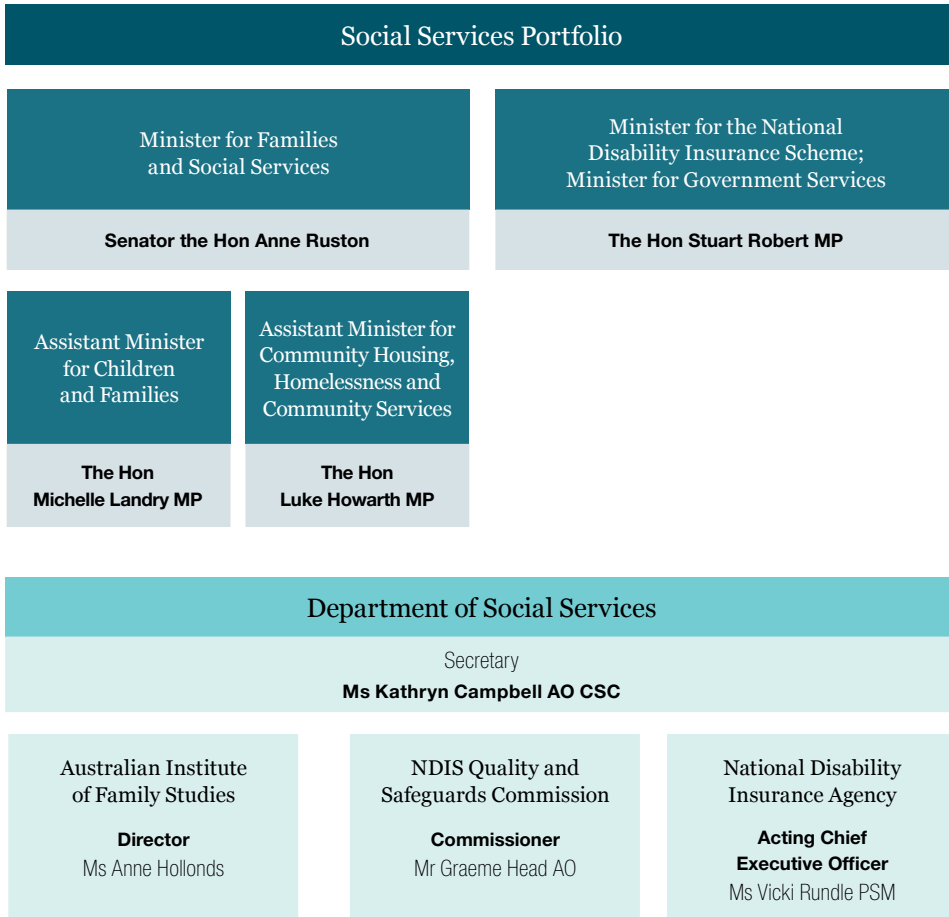 Social Services Portfolio
Minister for Families
and Social Services
Senator the Hon Anne Ruston
Minister for the National
Disability Insurance Scheme;
Minister for Government Services
The Hon Stuart Robert MP
Assistant Minister
for Children
and Families
The Hon
Michelle Landry MP
Assistant Minister for
Community Housing,
Homelessness and
Community Services
The Hon
Luke Howarth MP
Department of Social Services
Secretary
Ms Kathryn Campbell AO CSC
Australian Institute
of Family Studies
Director
Ms Anne Hollonds
NDIS Quality and
Safeguards Commission
Commissioner
Mr Graeme Head AO
National Disability
Insurance Agency
Acting Chief
Executive Officer
Ms Vicki Rundle PSM